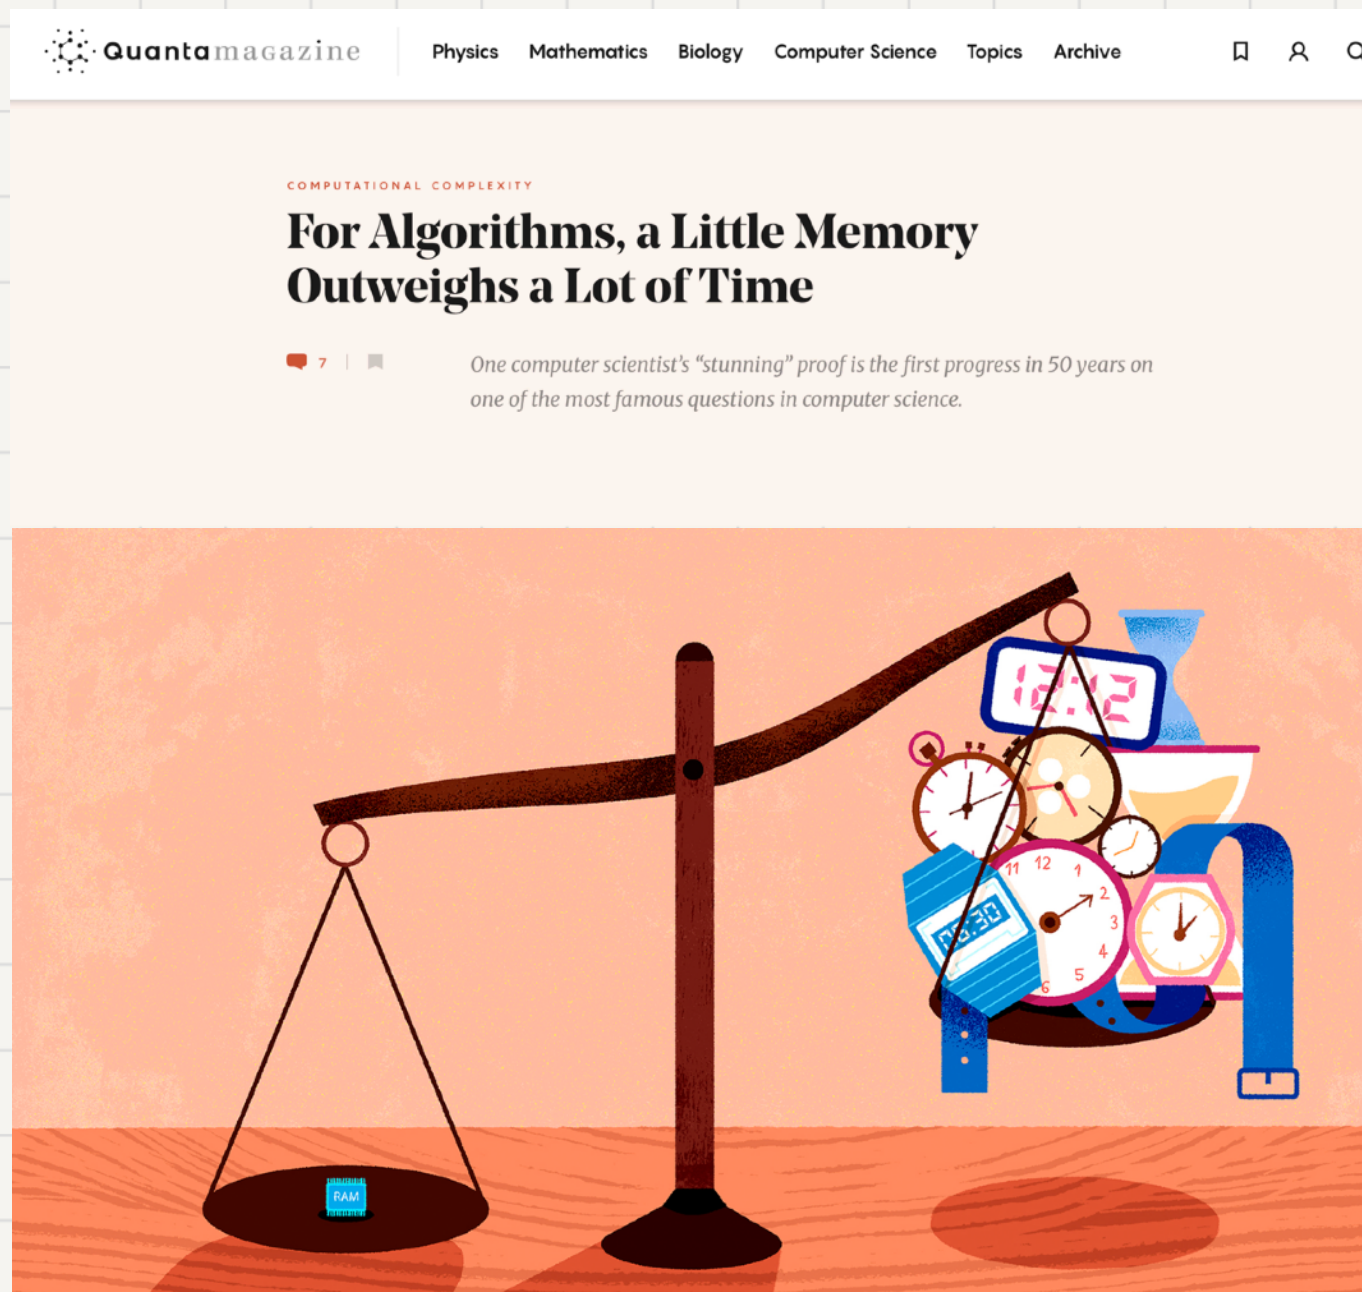 Quantamagazine
Physics Mathematics Biology Computer Science Topics Archive
COMPUTATIONAL COMPLEXITY
For Algorithms, a Little Memory
Outweighs a Lot of Time
7
One computer scientist’s “stunning” proof is the first progress in 50 years on
one of the most famous questions in computer science.
12:12
11 12 1
2
3
4
5
6
RAM